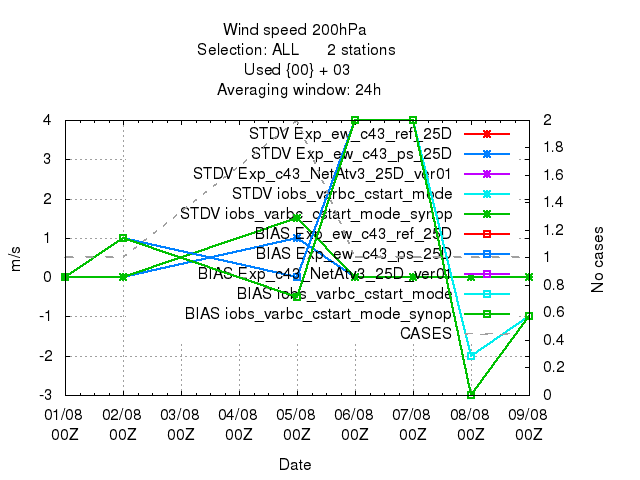 Wind speed 200hPa
Selection: ALL 2 stations
Used {00} + 03
Averaging window: 24h
4
3
2
1
0
-1
-2
-3
m/s
STDV Exp_ew_c43_ref_25D
STDV Exp_ew_c43_ps_25D
STDV Exp_c43_NetAtv3_25D_ver01
STDV iobs_varbc_cstart_mode
STDV iobs_varbc_cstart_mode_synop
BIAS Exp_ew_c43_ref_25D
BIAS Exp_ew_c43_ps_25D
BIAS Exp_c43_NetAtv3_25D_ver01
BIAS iobs_varbc_cstart_mode
BIAS iobs_varbc_cstart_mode_synop
CASES
2
1.8
1.6
1.4
1.2
1
0.8
0.6
0.4
0.2
0
No cases
01/08 02/08 03/08 04/08 05/08 06/08 07/08 08/08 09/08
00Z 00Z 00Z 00Z 00Z 00Z 00Z 00Z 00Z
Date